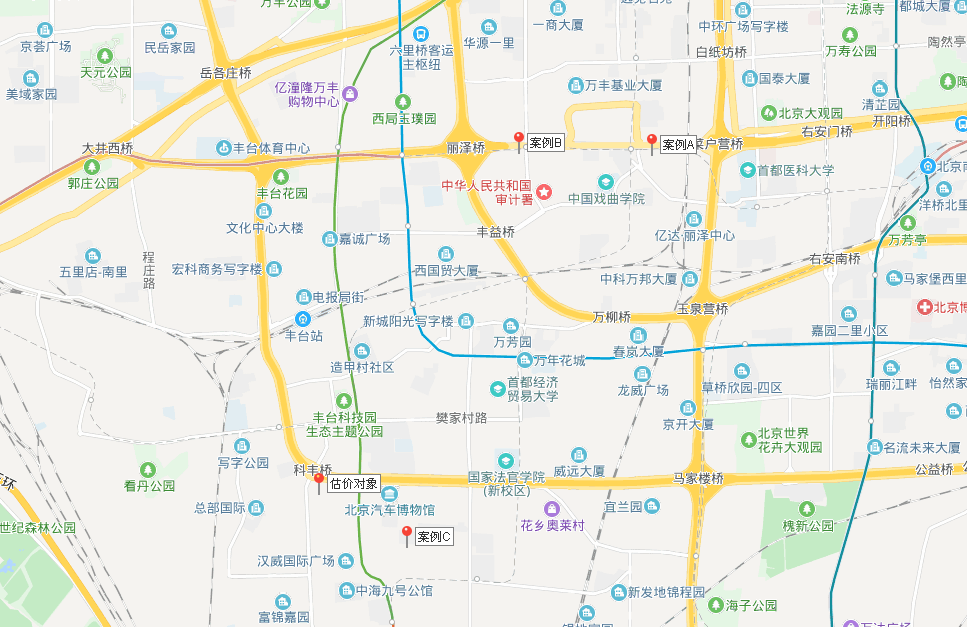 万丰公园
一商大厦
中环广场写字楼
法源寺
都城大厦
京荟广场
民岳家园
六里桥客运
主枢纽
华源一里
白纸坊桥
万寿公园
陶然亭
天元公园
岳各庄桥
美域家园
亿潼隆万丰
购物中心
万丰基业大厦
国泰大厦
清芷园
西局玉璞园
北京大观园
开阳桥
右安门桥
大井西桥
丰台体育中心
丽泽桥
案例B
案例A
菜户营桥
郭庄公园
丰台花园
中华人民共和国
审计署
中国戏曲学院
首都医科大学
北京南
洋桥北里
文化中心大楼
嘉诚广场
丰益桥
亿达·丽泽中心
万芳亭
五里店-南里
程庄路
宏科商务写字楼
西国贸大厦
中科万邦大厦
右安南桥
马家堡西里
电报局街
丰台站
新城阳光写字楼
万芳园
万柳桥
玉泉营桥
北京博
嘉园二里小区
造甲村社区
万年花城
春岚大厦
首都经济
贸易大学
龙威广场
草桥欣园-四区
瑞丽江畔
怡然家
丰台科技园
生态主题公园
樊家村路
京开大厦
北京世界
花卉大观园
名流未来大厦
写字公园
科丰桥
看丹公园
估价对象
国家法官学院
(新校区)
威远大厦
马家楼桥
公益桥
总部国际
北京汽车博物馆
花乡奥莱村
宜兰园
槐新公园
世纪森林公园
案例C
汉威国际广场
中海九号公馆
新发地锦程园
海子公园
富锦嘉园